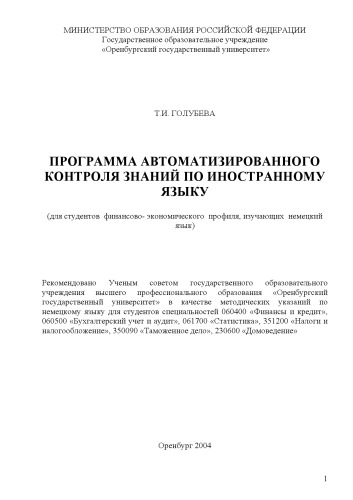 МИНИСТЕРСТВО ОБРАЗОВАНИЯ РОССИЙСКОЙ ФЕДЕРАЦИИ
Государственное образовательное учреждение
«Оренбургский государственный университет»
Т.И. ГОЛУБЕВА
ПРОГРАММА АВТОМАТИЗИРОВАННОГО
КОНТРОЛЯ ЗНАНИЙ ПО ИНОСТРАННОМУ
ЯЗЫКУ
(для студентов финансово- экономического профиля, изучающих немецкий
язык)
Рекомендовано Ученым советом государственного образовательного
учреждения высшего профессионального образования «Оренбургский
государственный университет» в качестве методических указаний по
немецкому языку для студентов специальностей 060400 «Финансы и кредит»,
060500 «Бухгалтерский учет и аудит», 061700 «Статистика», 351200 «Налоги и
налогообложение», 350090 «Таможенное дело», 230600 «Домоведение»
Оренбург 2004
1